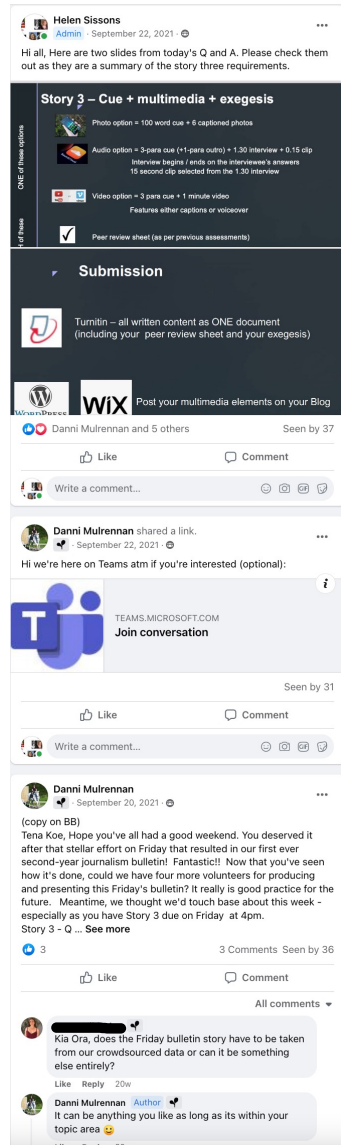 Helen Sissons
Admin · September 22, 2021 ·
Hi all, Here are two slides from today's Q and A. Please check them
out as they are a summary of the story three requirements.
Story 3 – Cue + multimedia + exegesis
ONE of these options
Photo option = 100 word cue + 6 captioned photos
Audio option = 3-para cue (+1-para outro) + 1.30 interview + 0.15 clip
Interview begins / ends on the interviewee's answers
15 second clip selected from the 1.30 interview
Video option = 3 para cue + 1 minute video
Features either captions or voiceover
of these
Peer review sheet (as per previous assessments)
Submission
Turnitin – all written content as ONE document
(including your peer review sheet and your exegesis)
WORDPRESS
WiX
Post your multimedia elements on your Blog
Danni Mulrennan and 5 others
Seen by 37
Like
Comment
Write a comment...
GIF
Danni Mulrennan shared a link.
· September 22, 2021 ·
Hi we're here on Teams atm if you're interested (optional):
T
i
TEAMS.MICROSOFT.COM
Join conversation
Seen by 31
Like
Comment
Write a comment...
GIF
Danni Mulrennan
· September 20, 2021 ·
(copy on BB)
Tena Koe, Hope you've all had a good weekend. You deserved it
after that stellar effort on Friday that resulted in our first ever
second-year journalism bulletin! Fantastic!! Now that you've seen
how it's done, could we have four more volunteers for producing
and presenting this Friday's bulletin? It really is good practice for the
future. Meantime, we thought we'd touch base about this week -
especially as you have Story 3 due on Friday at 4pm.
Story 3 - Q ... See more
3
3 Comments Seen by 36
Like
Comment
All comments
Kia Ora, does the Friday bulletin story have to be taken
from our crowdsourced data or can it be something
else entirely?
Like Reply 20w
Danni Mulrennan Author
It can be anything you like as long as its within your
topic area